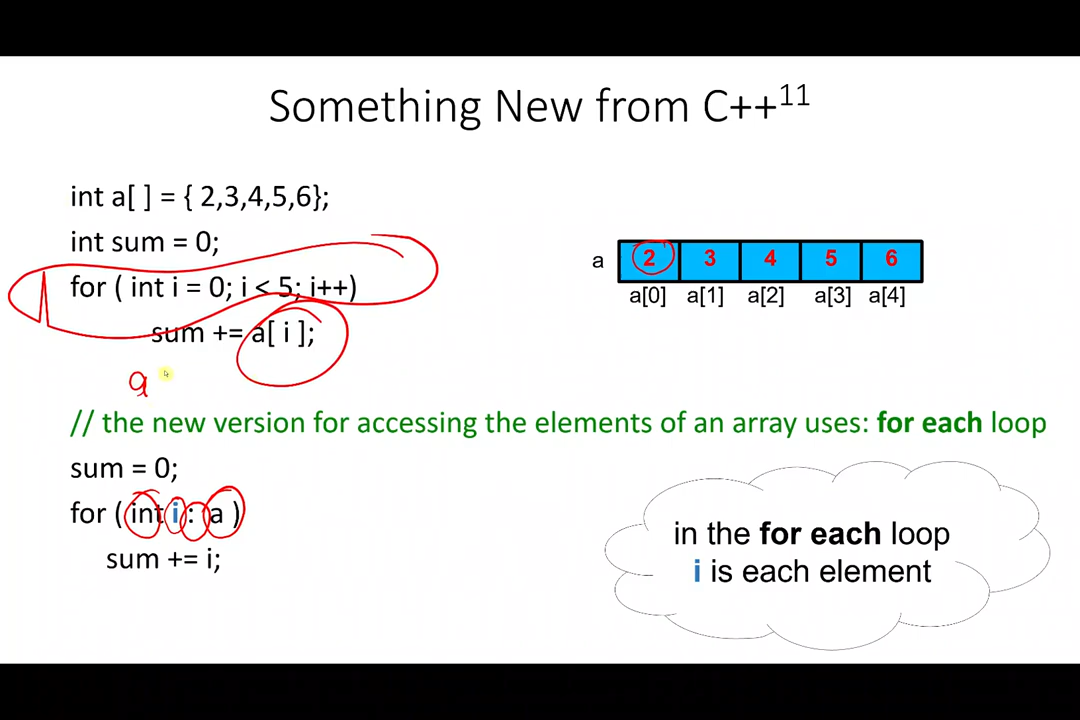 Something New from C++11
int a[ ] = { 2,3,4,5,6};
int sum = 0;
for ( int i = 0; i < 5; i++)
sum += a[ i ];
a
// the new version for accessing the elements of an array uses: for each loop
sum = 0;
for ( int i : a )
sum += i;
a 2 3 4 5 6
a[0] a[1] a[2] a[3] a[4]
in the for each loop
i is each element